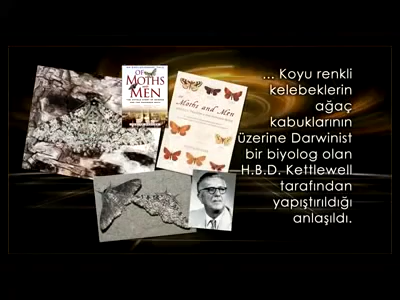 OF MOTHS
AND
MEN
Moths and Men
... Koyu renkli
kelebeklerin
ağaç
kabuklarının
üzerine Darwinist
bir biyolog olan
H.B.D. Kettlewell
tarafından
yapıştırıldığı
anlaşıldı.